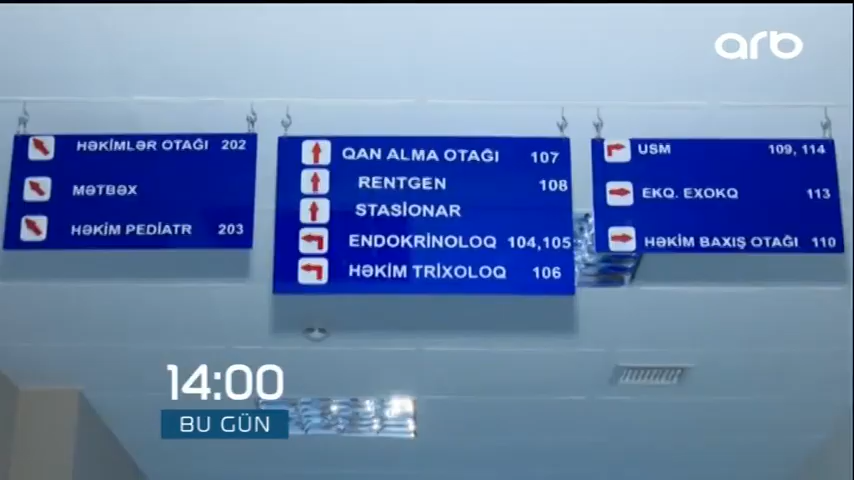 arb
HƏKİMLƏR OTAĞI 202
MƏTBƏX
HƏKİM PEDİATR 203
QAN ALMA OTAĞI 107
RENTGEN 108
STASİONAR
ENDOKRİNOLOQ 104,105
HƏKİM TRİXOLOQ 106
USM 109, 114
EKQ. EXOKQ 113
HƏKİM BAXIŞ OTAĞI 110
14:00
BU GÜN